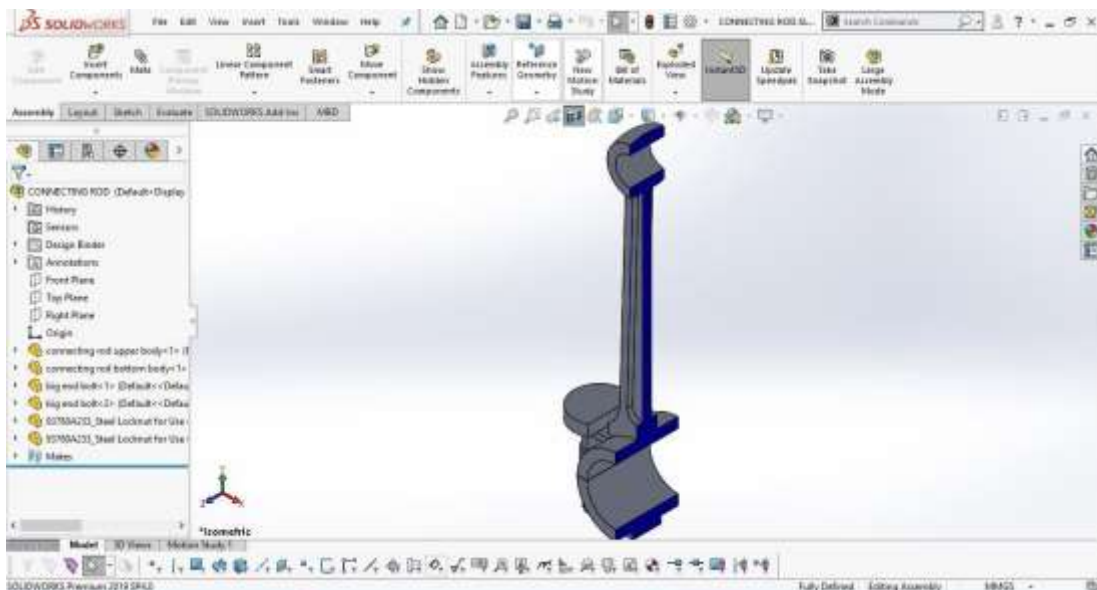 SOLIDWORKS
File Edit View Insert Tools Window Help
CONNECTING ROD
Search Commands
Insert Components
Mate
Linear Component Pattern
Smart Fasteners
Move Component
Show Hidden Components
Assembly Features
Reference Geometry
New Motion Study
Bill of Materials
Exploded View
Instant3D
Update Speedpak
Take Snapshot
Large Assembly Mode
Assembly Layout Sketch Evaluate SOLIDWORKS Add-Ins MBD
CONNECTING ROD (Default<Display
History
Sensors
Design Binder
Annotations
Front Plane
Top Plane
Right Plane
Origin
connecting rod upper body<1>
connecting rod bottom body<1>
big end bolt<1> (Default<<Defau
big end bolt<2> (Default<<Defau
Steel Locknut for Use
Steel Locknut for Use
Mates
*Isometric
Model 3D Views Motion Study 1
SOLIDWORKS Premium 2019 SP4.0
Fully Defined Editing Assembly MMGS